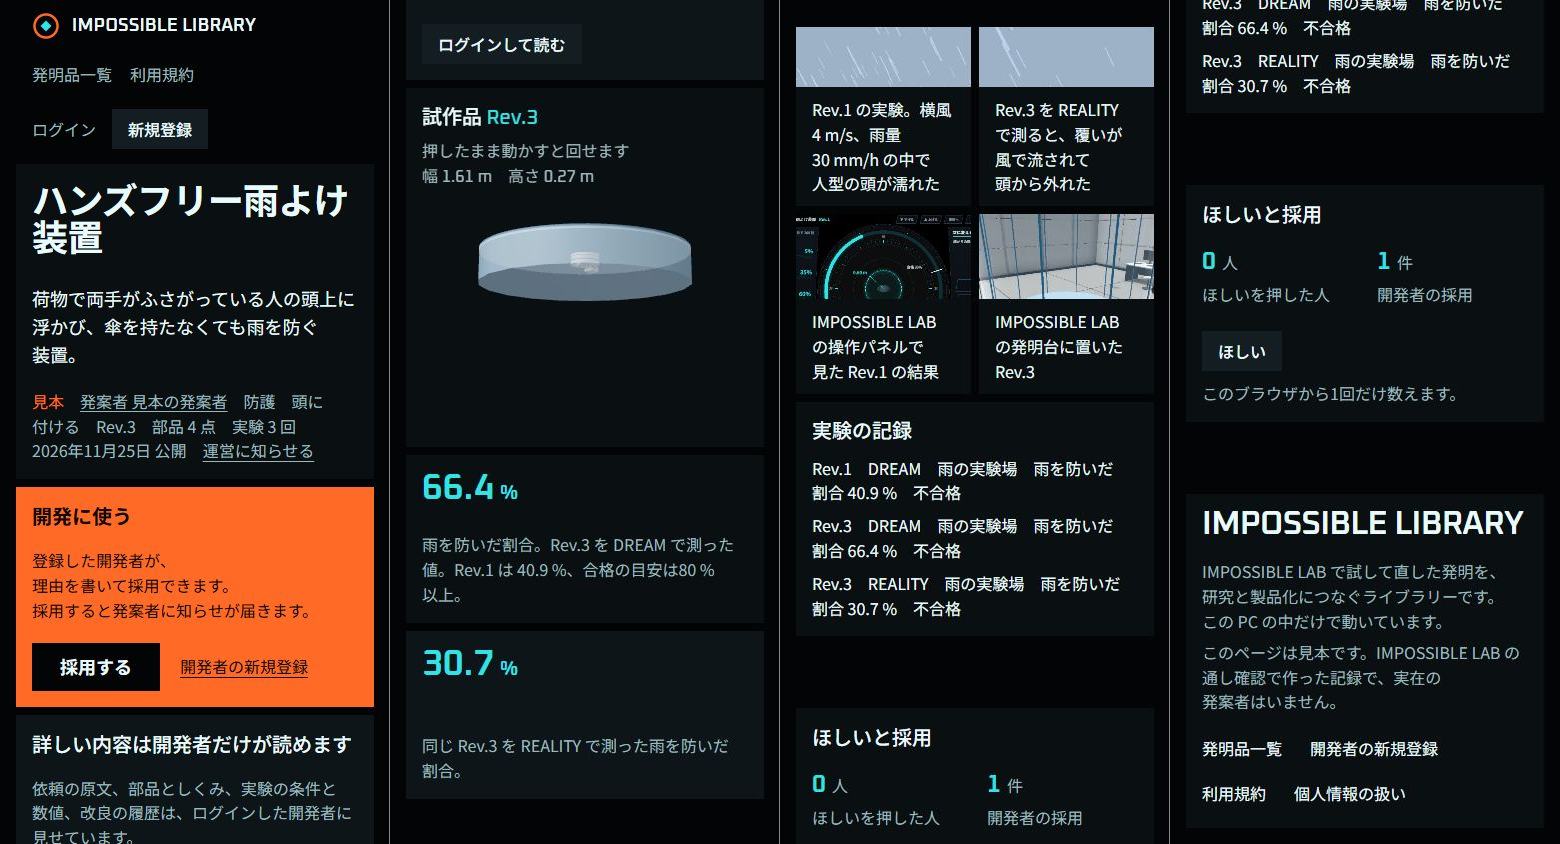 IMPOSSIBLE LIBRARY
発明品一覧 利用規約
ログイン 新規登録
ハンズフリー雨よけ
装置
荷物で両手がふさがっている人の頭上に
浮かび、傘を持たなくても雨を防ぐ
装置。
見本 発案者 見本の発案者 防護 頭に
付ける Rev.3 部品 4 点 実験 3 回
2026年11月25日 公開 運営に知らせる
開発に使う
登録した開発者が、
理由を書いて採用できます。
採用すると発案者に知らせが届きます。
採用する 開発者の新規登録
詳しい内容は開発者だけが読めます
依頼の原文、部品としくみ、実験の条件と
数値、改良の履歴は、ログインした開発者に
見せています。
ログインして読む
試作品 Rev.3
押したまま動かすと回せます
幅 1.61 m 高さ 0.27 m
66.4 %
雨を防いだ割合。Rev.3 を DREAM で測った
値。Rev.1 は 40.9 %、合格の目安は80 %
以上。
30.7 %
同じ Rev.3 を REALITY で測った雨を防いだ
割合。
Rev.1 の実験。横風
4 m/s、雨量
30 mm/h の中で
人型の頭が濡れた
Rev.3 を REALITY
で測ると、覆いが
風で流されて
頭から外れた
5%
35%
60%
IMPOSSIBLE LAB
の操作パネルで
見た Rev.1 の結果
IMPOSSIBLE LAB
の発明台に置いた
Rev.3
実験の記録
Rev.1 DREAM 雨の実験場 雨を防いだ
割合 40.9 % 不合格
Rev.3 DREAM 雨の実験場 雨を防いだ
割合 66.4 % 不合格
Rev.3 REALITY 雨の実験場 雨を防いだ
割合 30.7 % 不合格
ほしいと採用
0 人 1 件
ほしいを押した人 開発者の採用
Rev.3 DREAM 雨の実験場 雨を防いだ
割合 66.4 % 不合格
Rev.3 REALITY 雨の実験場 雨を防いだ
割合 30.7 % 不合格
ほしいと採用
0 人 1 件
ほしいを押した人 開発者の採用
ほしい
このブラウザから1回だけ数えます。
IMPOSSIBLE LIBRARY
IMPOSSIBLE LAB で試して直した発明を、
研究と製品化につなぐライブラリーです。
この PC の中だけで動いています。
このページは見本です。IMPOSSIBLE LAB の
通し確認で作った記録で、実在の
発案者はいません。
発明品一覧 開発者の新規登録
利用規約 個人情報の扱い